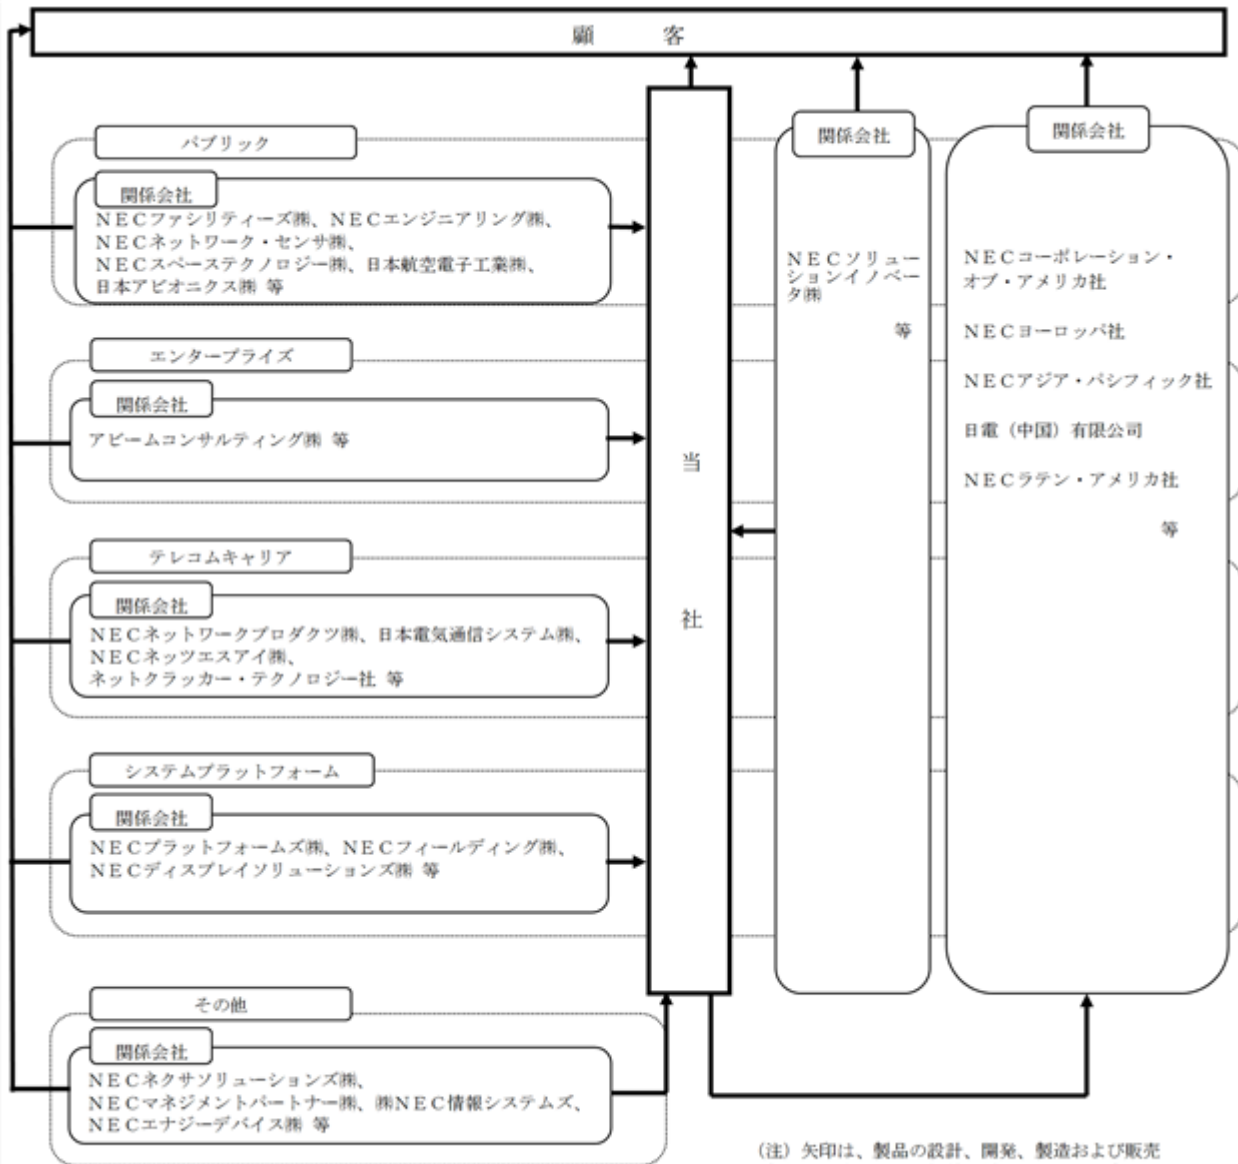 顧　客
パブリック
関係会社
ＮＥＣファシリティーズ㈱、ＮＥＣエンジニアリング㈱、
ＮＥＣネットワーク・センサ㈱、
ＮＥＣスペーステクノロジー㈱、日本航空電子工業㈱、
日本アビオニクス㈱ 等
エンタープライズ
関係会社
アビームコンサルティング㈱ 等
テレコムキャリア
関係会社
ＮＥＣネットワークプロダクツ㈱、日本電気通信システム㈱、
ＮＥＣネッツエスアイ㈱、
ネットクラッカー・テクノロジー社 等
システムプラットフォーム
関係会社
ＮＥＣプラットフォームズ㈱、ＮＥＣフィールディング㈱、
ＮＥＣディスプレイソリューションズ㈱ 等
その他
関係会社
ＮＥＣネクサソリューションズ㈱、
ＮＥＣマネジメントパートナー㈱、㈱ＮＥＣ情報システムズ、
ＮＥＣエナジーデバイス㈱ 等
当
社
関係会社
ＮＥＣソリュー
ションイノベー
タ㈱
等
関係会社
ＮＥＣコーポレーション・
オブ・アメリカ社
ＮＥＣヨーロッパ社
ＮＥＣアジア・パシフィック社
日電（中国）有限公司
ＮＥＣラテン・アメリカ社
等
（注）矢印は、製品の設計、開発、製造および販売